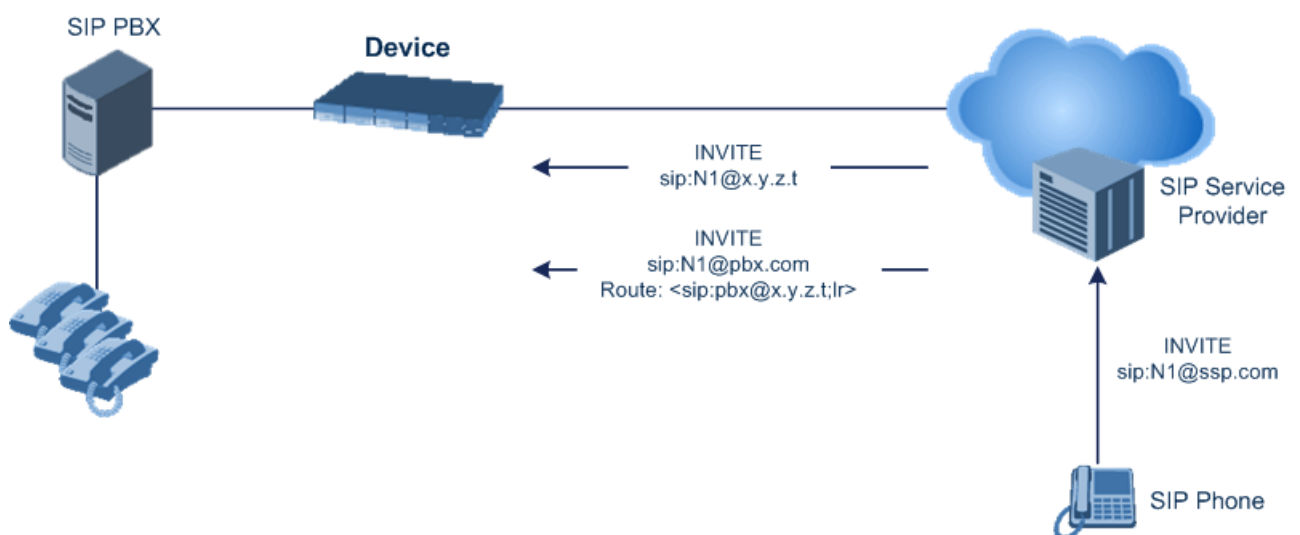 SIP PBX
Device
INVITE
sip:N1@x.y.z.t
INVITE
sip:N1@pbx.com
Route: <sip:pbx@x.y.z.t;lr>
SIP Service
Provider
INVITE
sip:N1@ssp.com
SIP Phone